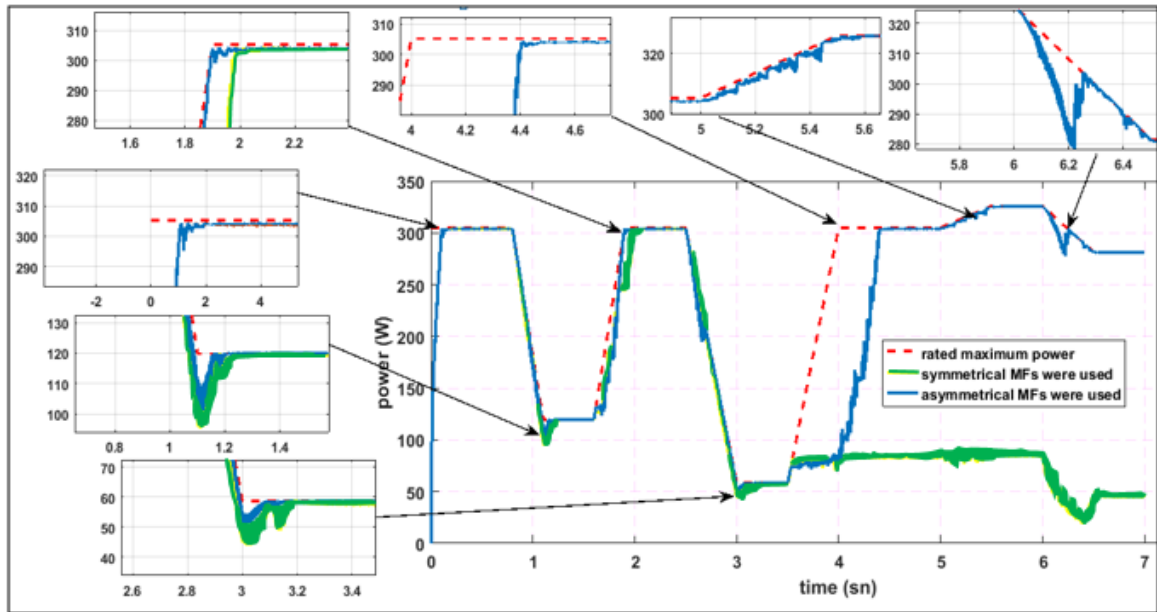 310
300
290
280
1.6 1.8 2 2.2 2.4
310
300
290
4 4.2 4.4 4.6
320
300
5 5.2 5.4 5.6
320
310
300
290
280
5.8 6 6.2 6.4
320
310
300
290
-2 0 2 4
130
120
110
100
0.8 1 1.2 1.4
70
60
50
40
2.6 2.8 3 3.2 3.4
350
300
250
200
150
100
50
0
power (W)
rated maximum power
symmetrical MFs were used
asymmetrical MFs were used
0 1 2 3 4 5 6 7
time (sn)